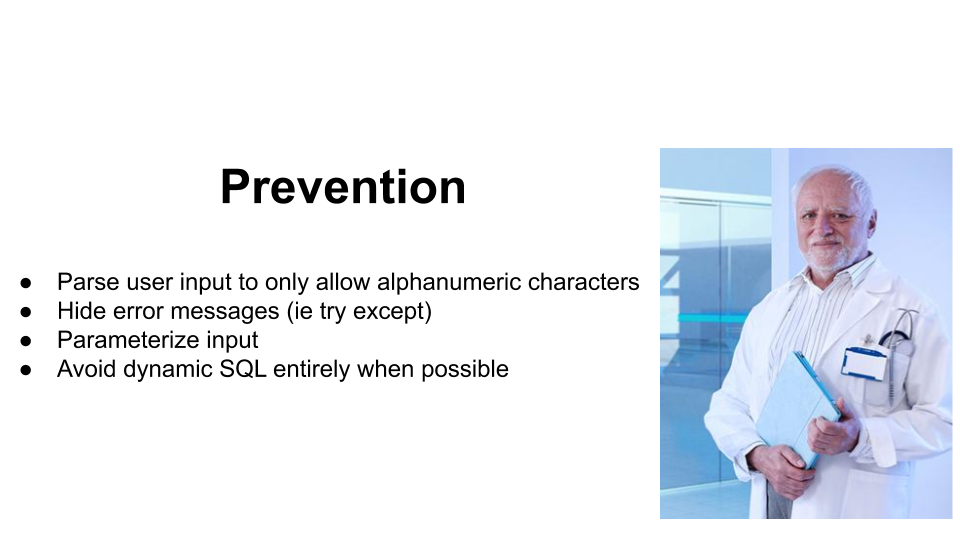 Prevention
● Parse user input to only allow alphanumeric characters
● Hide error messages (ie try except)
● Parameterize input
● Avoid dynamic SQL entirely when possible